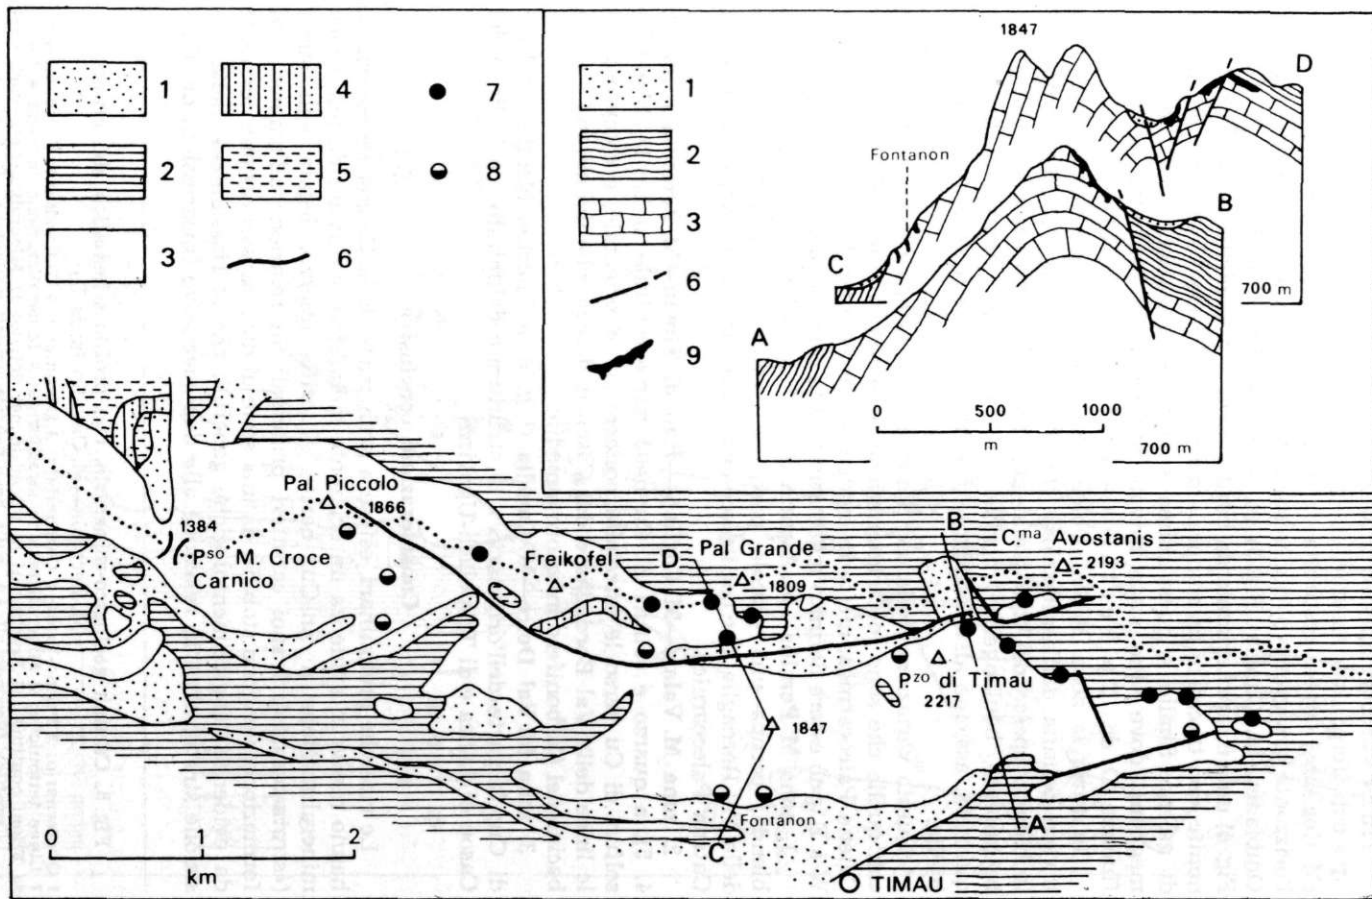 1
4
7
2
5
8
3
6
1
2
3
6
9
1847
D
Fontanon
C
B
A
700 m
0 500 1000
m
700 m
Pal Piccolo
1866
1384
Pso M. Croce
Carnico
Freikofel
D
Pal Grande
1809
B
Cma Avostanis
2193
Pzo di Timau
2217
1847
Fontanon
C
A
TIMAU
0 1 2
km